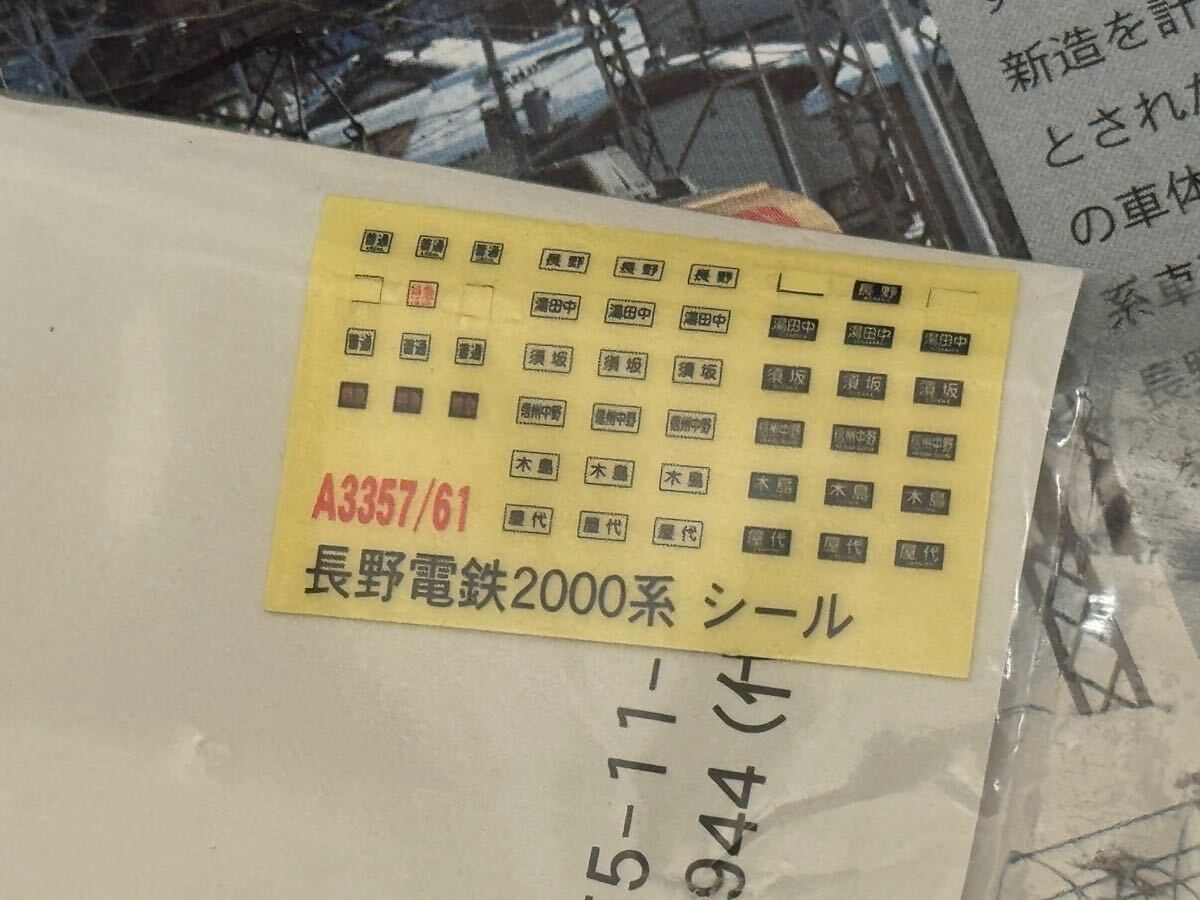 新造を計
とされた
の車体
系車
長野
普通 普通 普通 長野 長野 長野 長野
特急 湯田中 湯田中 湯田中 湯田中 湯田中 湯田中
普通 普通 普通 須坂 須坂 須坂 須坂 須坂 須坂
信州中野 信州中野 信州中野 信州中野 信州中野 信州中野
木島 木島 木島 木島 木島 木島
屋代 屋代 屋代 屋代 屋代 屋代
A3357/61
長野電鉄2000系 シール
5-11-
944（代